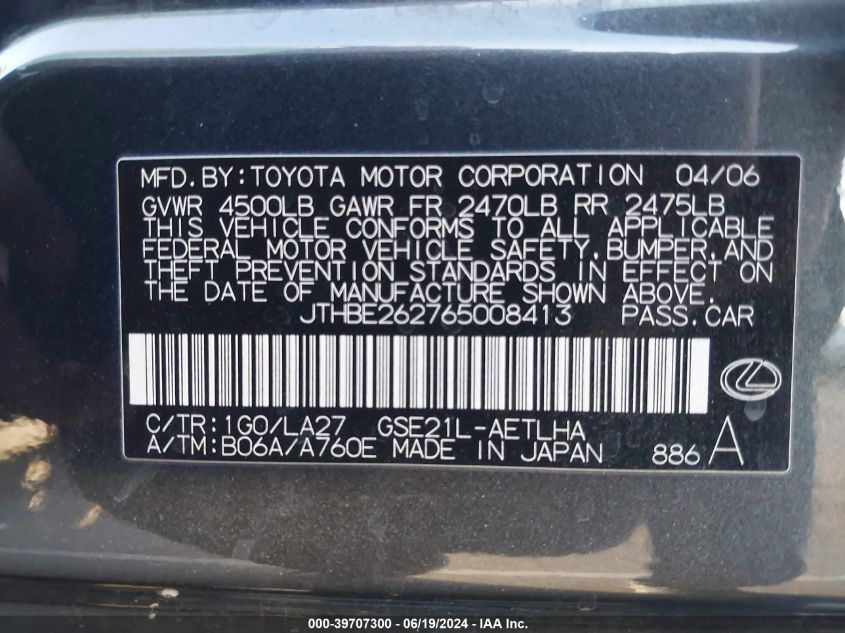 MFD.BY:TOYOTA MOTOR CORPORATION 04/06
GVWR 4500LB GAWR FR 2470LB RR 2475LB
THIS VEHICLE CONFORMS TO ALL APPLICABLE
FEDERAL MOTOR VEHICLE SAFETY,BUMPER,AND
THEFT PREVENTION STANDARDS IN EFFECT ON
THE DATE OF MANUFACTURE SHOWN ABOVE.
JTHBE262765008413 PASS.CAR
C/TR:1G0/LA27 GSE21L-AETLHA
A/TM:B06A/A760E MADE IN JAPAN 886 A
000-39707300 - 06/19/2024 - IAA Inc.